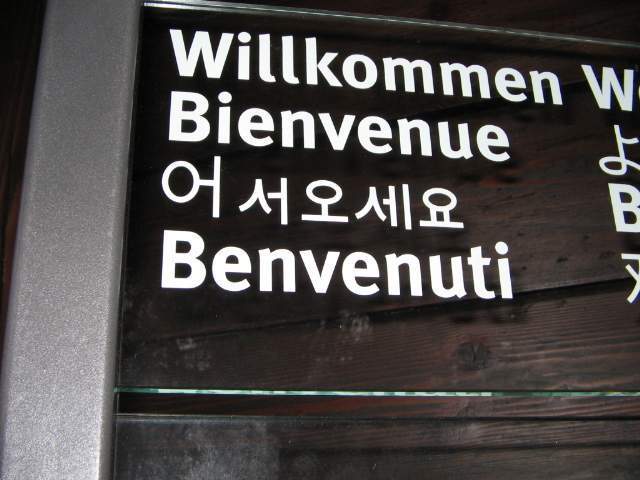 Willkommen
Bienvenue
어서오세요
Benvenuti